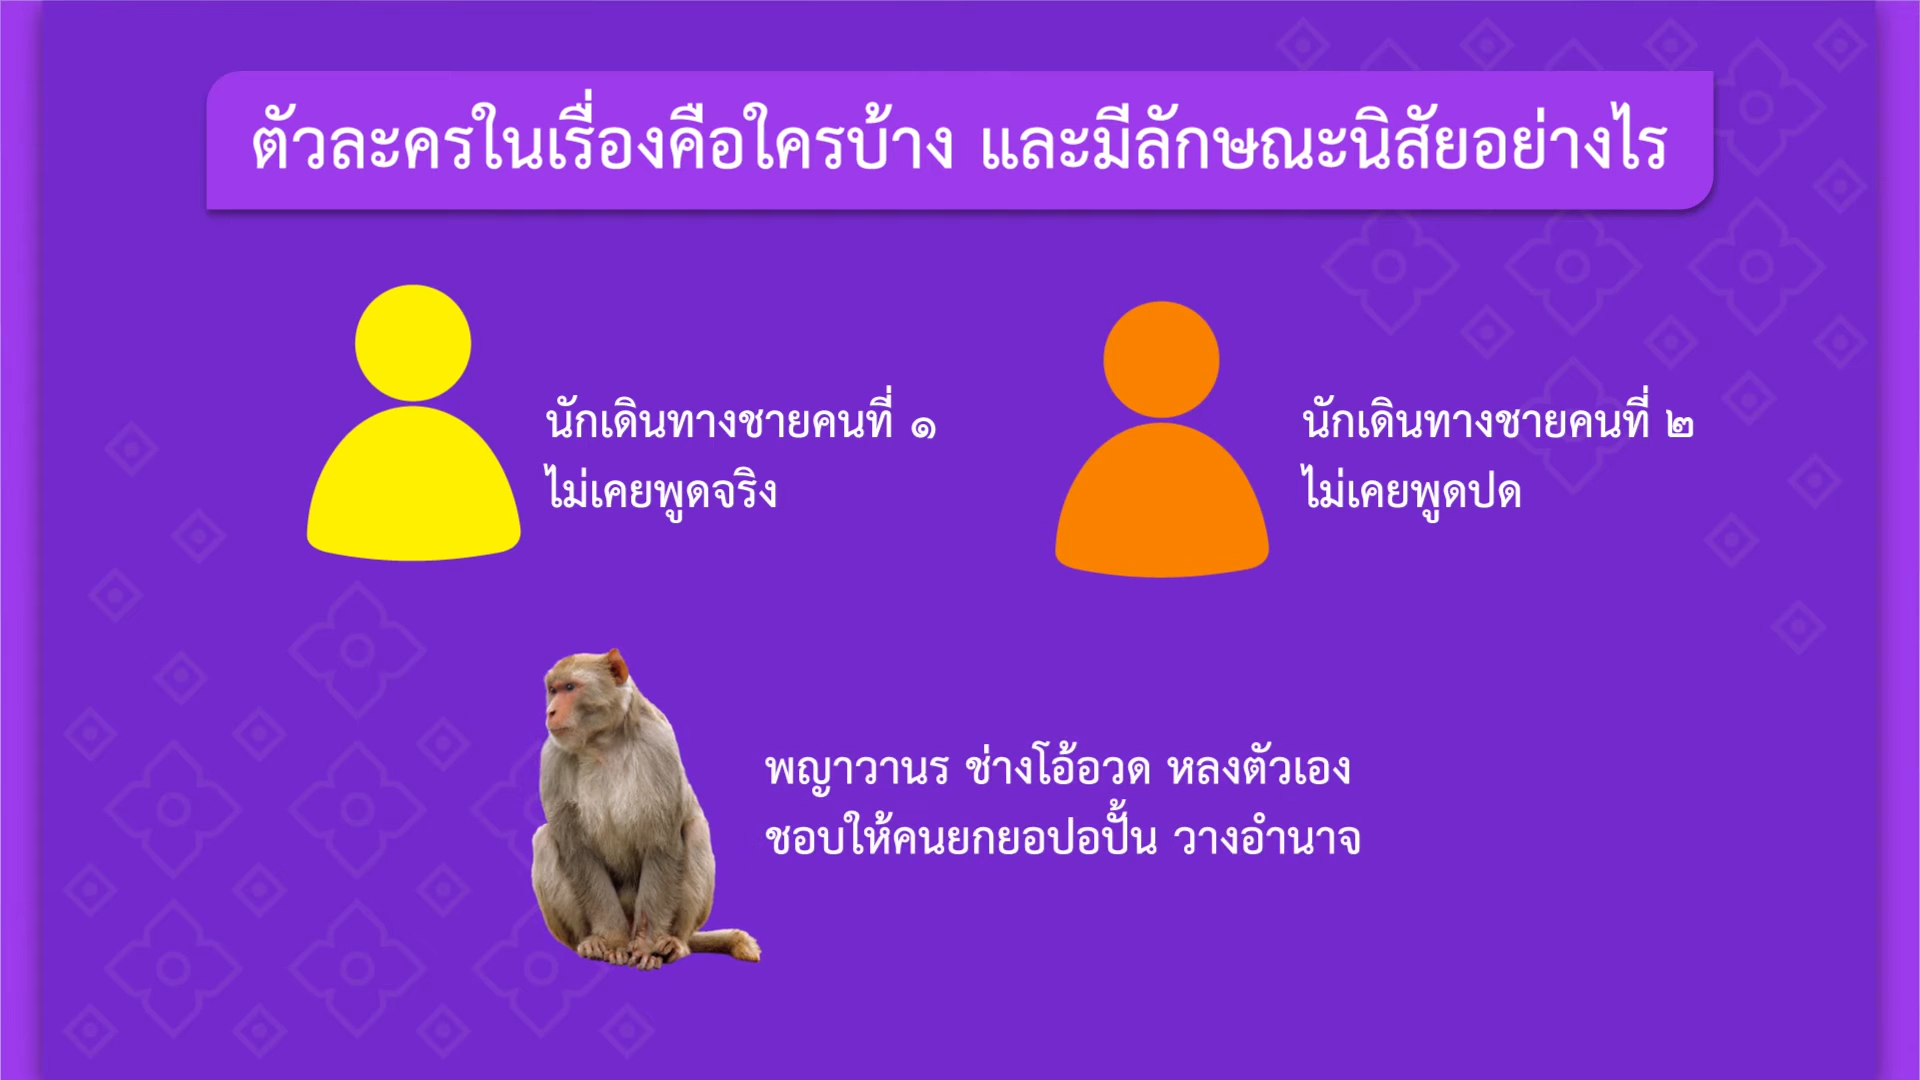 ตัวละครในเรื่องคือใครบ้าง และมีลักษณะนิสัยอย่างไร
นักเดินทางชายคนที่ ๑
ไม่เคยพูดจริง
นักเดินทางชายคนที่ ๒
ไม่เคยพูดปด
พญาวานร ช่างโอ้อวด หลงตัวเอง
ชอบให้คนยกยอปอปั้น วางอำนาจ